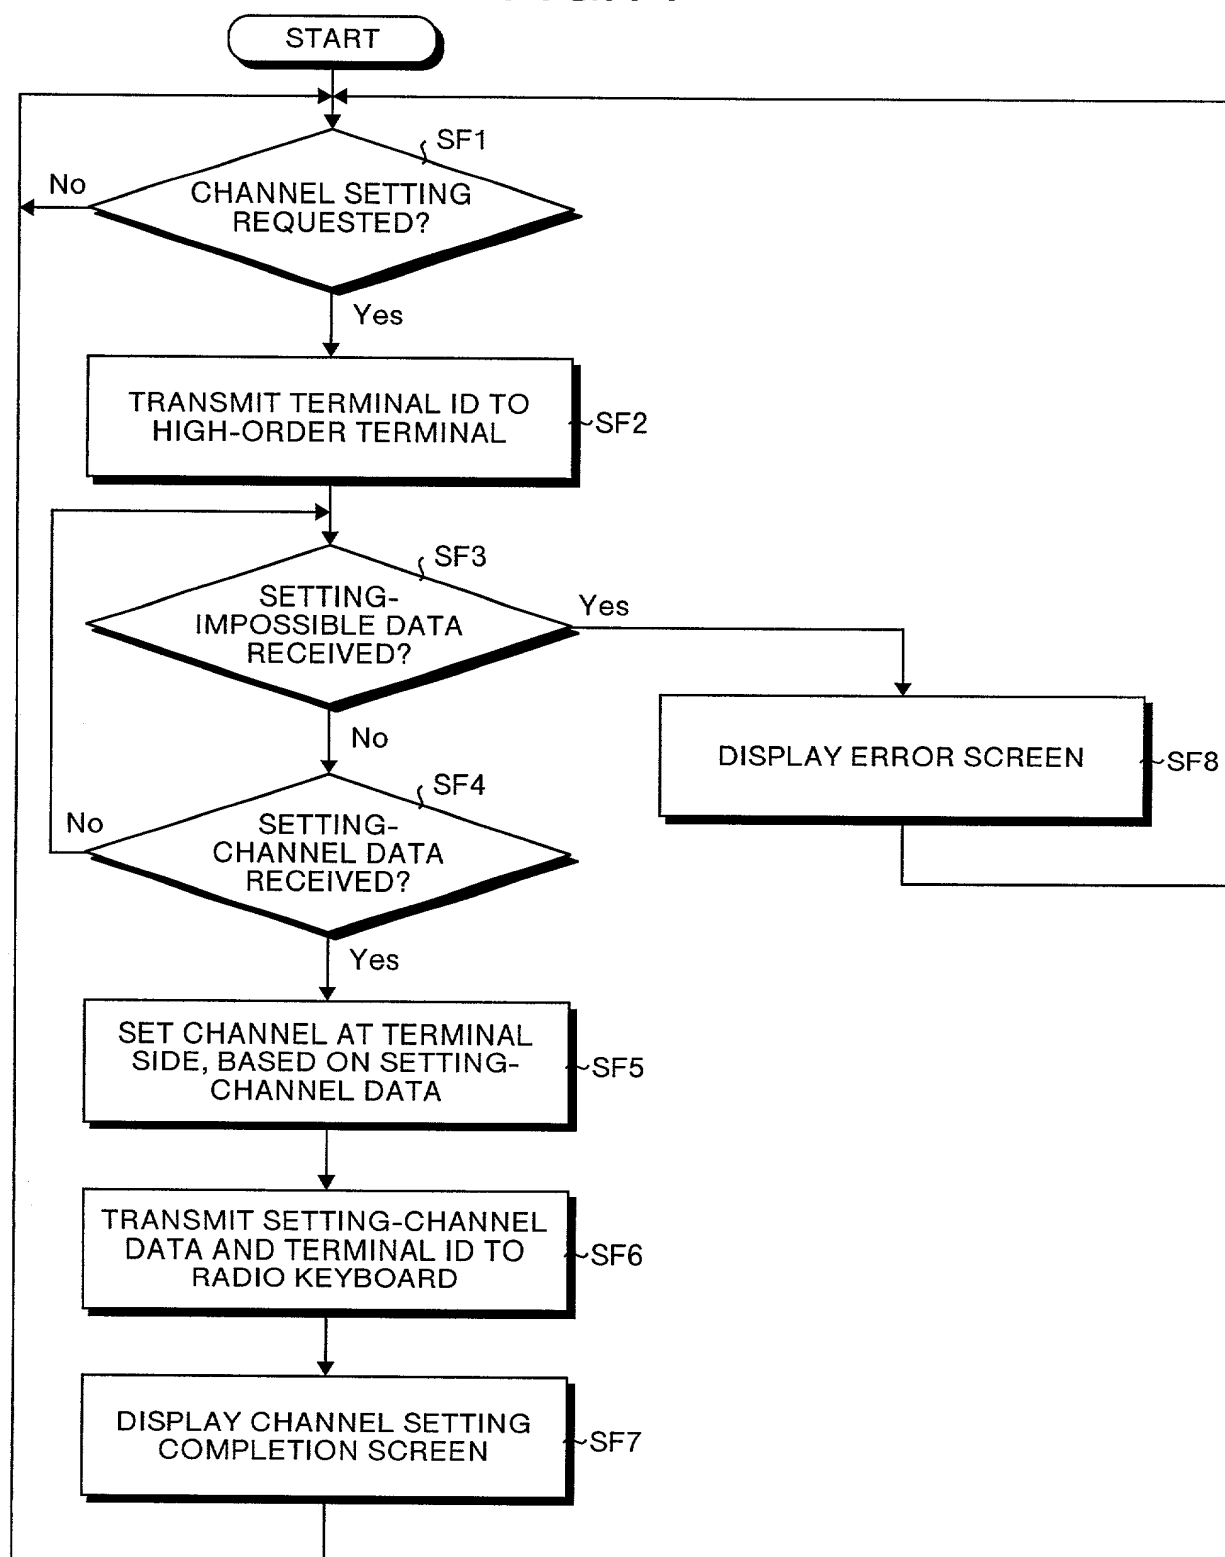 START
SF1
No
CHANNEL SETTING
REQUESTED?
Yes
TRANSMIT TERMINAL ID TO
HIGH-ORDER TERMINAL
SF2
SF3
SETTING-
IMPOSSIBLE DATA
RECEIVED?
Yes
No
DISPLAY ERROR SCREEN
SF8
SF4
No
SETTING-
CHANNEL DATA
RECEIVED?
Yes
SET CHANNEL AT TERMINAL
SIDE, BASED ON SETTING-
CHANNEL DATA
SF5
TRANSMIT SETTING-CHANNEL
DATA AND TERMINAL ID TO
RADIO KEYBOARD
SF6
DISPLAY CHANNEL SETTING
COMPLETION SCREEN
SF7